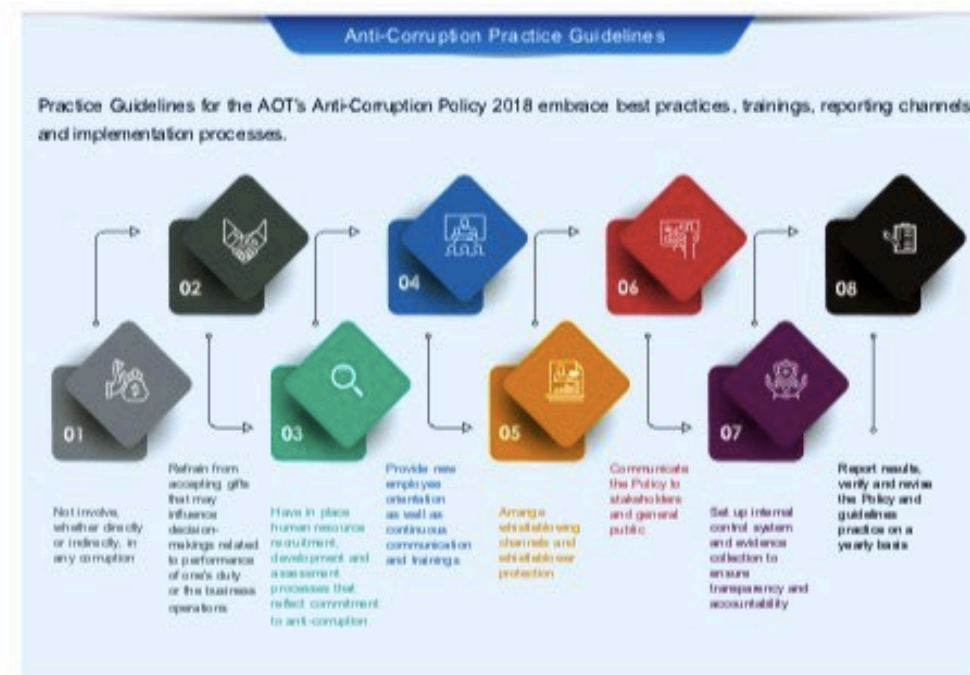 Anti-Corruption Practice Guidelines
Practice Guidelines for the AOT's Anti-Corruption Policy 2018 embrace best practices, trainings, reporting channels
and implementation processes.
01
Not involve,
whether directly
or indirectly, in
any corruption
02
Refrain from
accepting gifts
that may
influence
decision-
makings related
to performance
of one's duty
or the business
operations
03
Have in place
human resource
recruitment,
development and
assessment
processes that
reflect commitment
to anti-corruption
04
Provide new
employee
orientation
as well as
continuous
communication
and trainings
05
Arrange
whistleblowing
channels and
whistleblower
protection
06
Communicate
the Policy to
stakeholders
and general
public
07
Set up internal
control system
and evidence
collection to
ensure
transparency and
accountability
08
Report results,
verify and revise
the Policy and
guidelines
practice on a
yearly basis